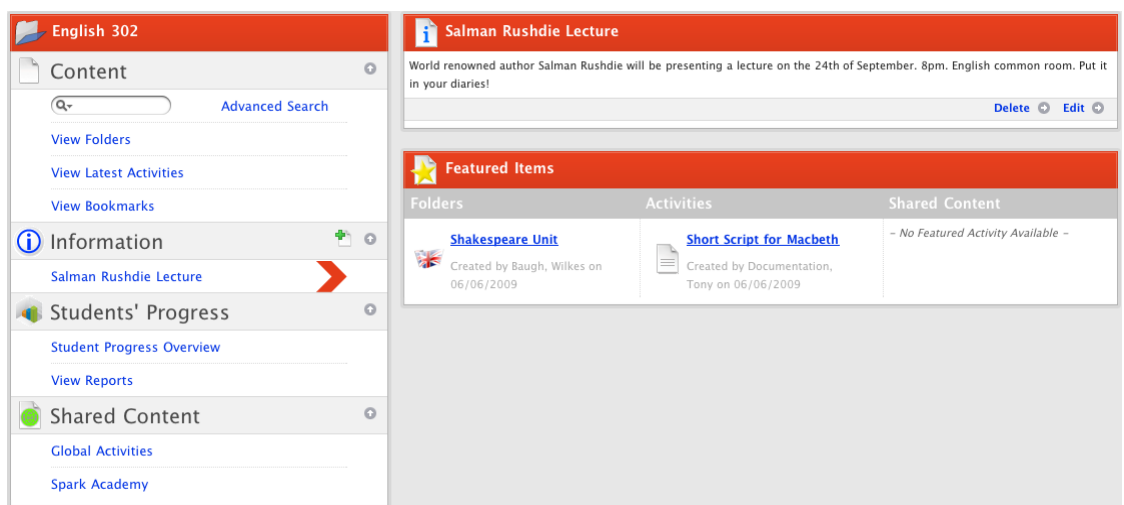 English 302
Content
Advanced Search
View Folders
View Latest Activities
View Bookmarks
Information
Salman Rushdie Lecture
Students' Progress
Student Progress Overview
View Reports
Shared Content
Global Activities
Spark Academy
Salman Rushdie Lecture
World renowned author Salman Rushdie will be presenting a lecture on the 24th of September. 8pm. English common room. Put it
in your diaries!
Delete Edit
Featured Items
Folders Activities Shared Content
Shakespeare Unit
Created by Baugh, Wilkes on
06/06/2009
Short Script for Macbeth
Created by Documentation,
Tony on 06/06/2009
– No Featured Activity Available –